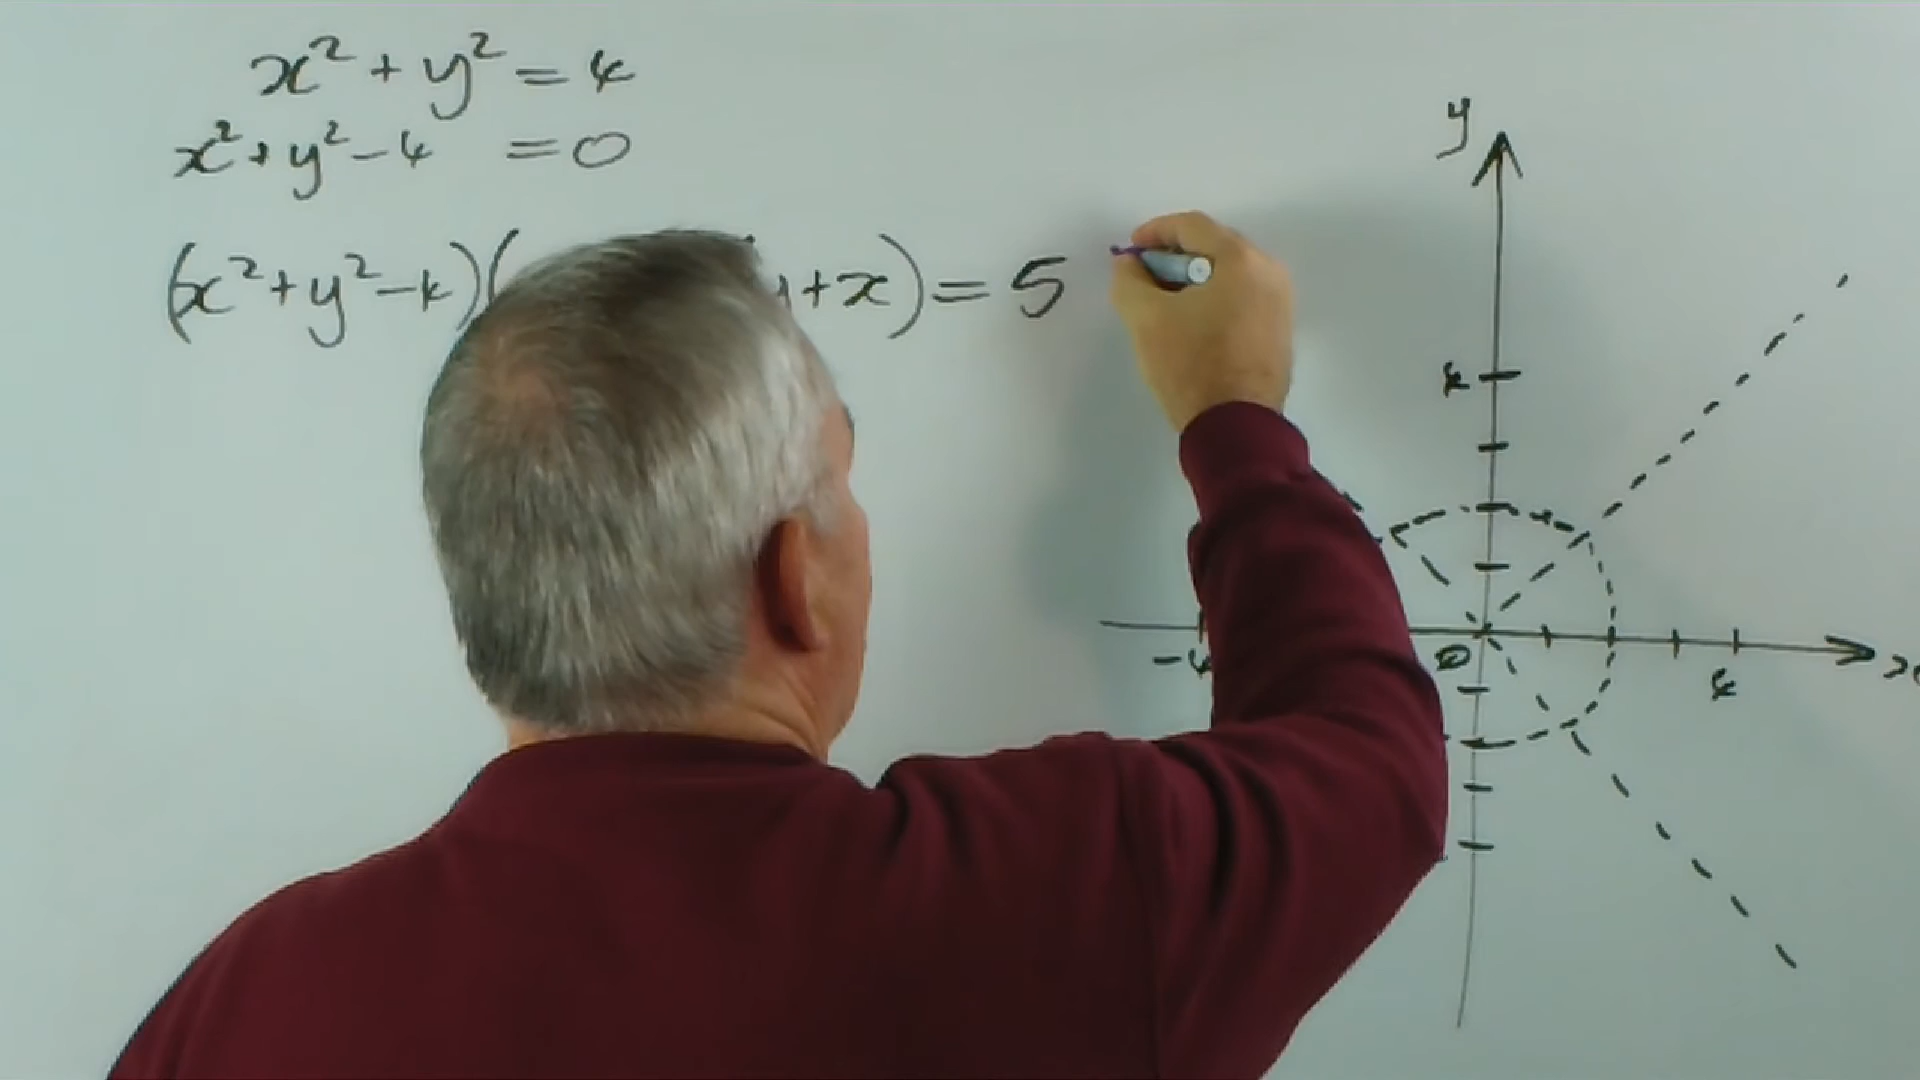 x² + y² = 4
x² + y² - 4 = 0
(x² + y² - 4)( y + x) = 5
y
4
-4
0
4
x